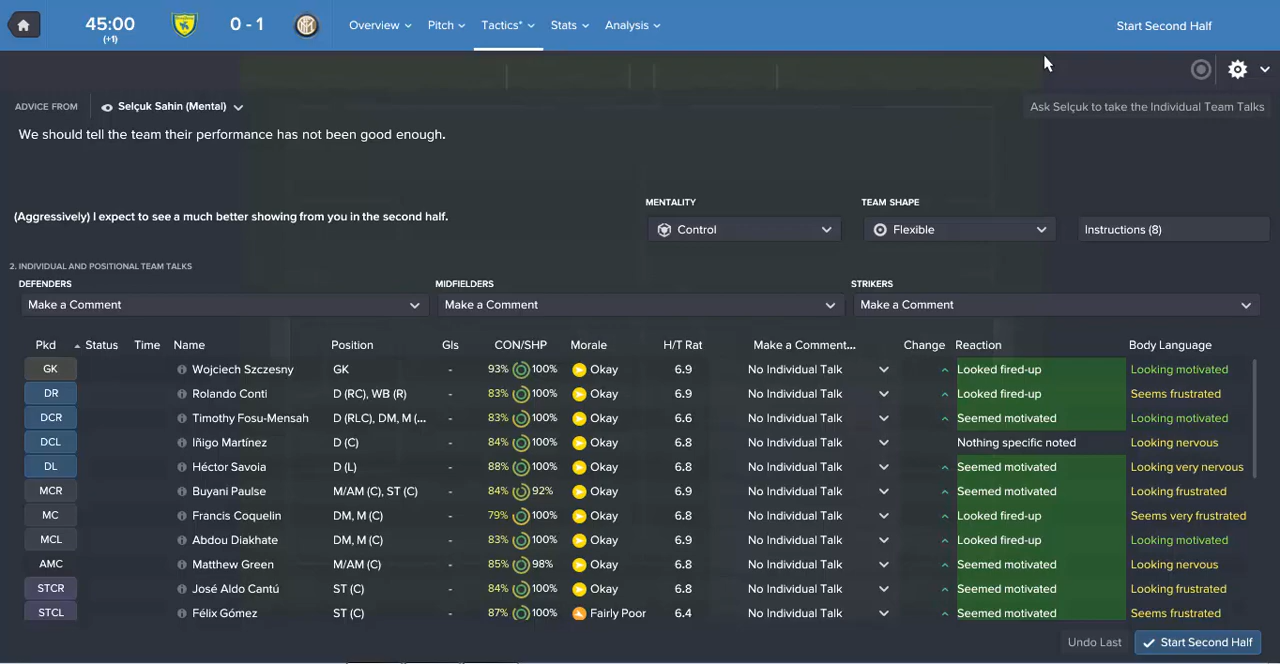 45:00
(+1)
0 - 1
Overview
Pitch
Tactics*
Stats
Analysis
Start Second Half
ADVICE FROM
Selçuk Sahin (Mental)
Ask Selçuk to take the Individual Team Talks
We should tell the team their performance has not been good enough.
MENTALITY
TEAM SHAPE
(Aggressively) I expect to see a much better showing from you in the second half.
Control
Flexible
Instructions (8)
2. INDIVIDUAL AND POSITIONAL TEAM TALKS
DEFENDERS
MIDFIELDERS
STRIKERS
Make a Comment
Make a Comment
Make a Comment
Pkd Status Time Name Position Gls CON/SHP Morale H/T Rat Make a Comment... Change Reaction Body Language
GK Wojciech Szczesny GK - 93% 100% Okay 6.9 No Individual Talk Looked fired-up Looking motivated
DR Rolando Conti D (RC), WB (R) - 83% 100% Okay 6.9 No Individual Talk Looked fired-up Seems frustrated
DCR Timothy Fosu-Mensah D (RLC), DM, M (... - 83% 100% Okay 6.6 No Individual Talk Seemed motivated Looking motivated
DCL Iñigo Martínez D (C) - 84% 100% Okay 6.8 No Individual Talk Nothing specific noted Looking nervous
DL Héctor Savoia D (L) - 88% 100% Okay 6.8 No Individual Talk Seemed motivated Looking very nervous
MCR Buyani Paulse M/AM (C), ST (C) - 84% 92% Okay 6.9 No Individual Talk Seemed motivated Looking frustrated
MC Francis Coquelin DM, M (C) - 79% 100% Okay 6.8 No Individual Talk Looked fired-up Seems very frustrated
MCL Abdou Diakhate DM, M (C) - 83% 100% Okay 6.9 No Individual Talk Looked fired-up Looking motivated
AMC Matthew Green M/AM (C) - 85% 98% Okay 6.8 No Individual Talk Seemed motivated Looking nervous
STCR José Aldo Cantú ST (C) - 84% 100% Okay 6.8 No Individual Talk Seemed motivated Looking frustrated
STCL Félix Gómez ST (C) - 87% 100% Fairly Poor 6.4 No Individual Talk Seemed motivated Seems frustrated
Undo Last
Start Second Half